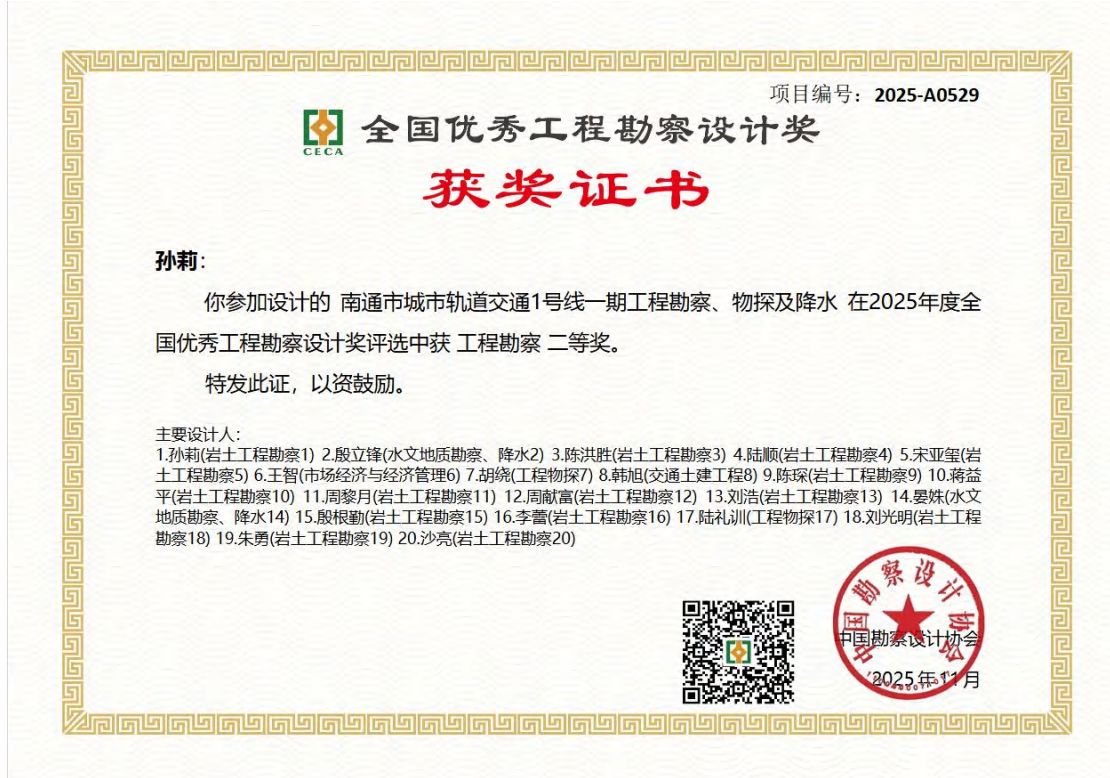 项目编号：2025-A0529
CECA
全国优秀工程勘察设计奖
获奖证书
孙莉：
你参加设计的 南通市城市轨道交通1号线一期工程勘察、物探及降水 在2025年度全
国优秀工程勘察设计奖评选中获 工程勘察 二等奖。
特发此证，以资鼓励。
主要设计人：
1.孙莉(岩土工程勘察1) 2.殷立锋(水文地质勘察、降水2) 3.陈洪胜(岩土工程勘察3) 4.陆顺(岩土工程勘察4) 5.宋亚玺(岩
土工程勘察5) 6.王智(市场经济与经济管理6) 7.胡绕(工程物探7) 8.韩旭(交通土建工程8) 9.陈琛(岩土工程勘察9) 10.蒋益
平(岩土工程勘察10) 11.周黎月(岩土工程勘察11) 12.周献富(岩土工程勘察12) 13.刘浩(岩土工程勘察13) 14.晏姝(水文
地质勘察、降水14) 15.殷根勤(岩土工程勘察15) 16.李蕾(岩土工程勘察16) 17.陆礼训(工程物探17) 18.刘光明(岩土工程
勘察18) 19.朱勇(岩土工程勘察19) 20.沙亮(岩土工程勘察20)
中国勘察设计协会
中国勘察设计协会
2025年11月